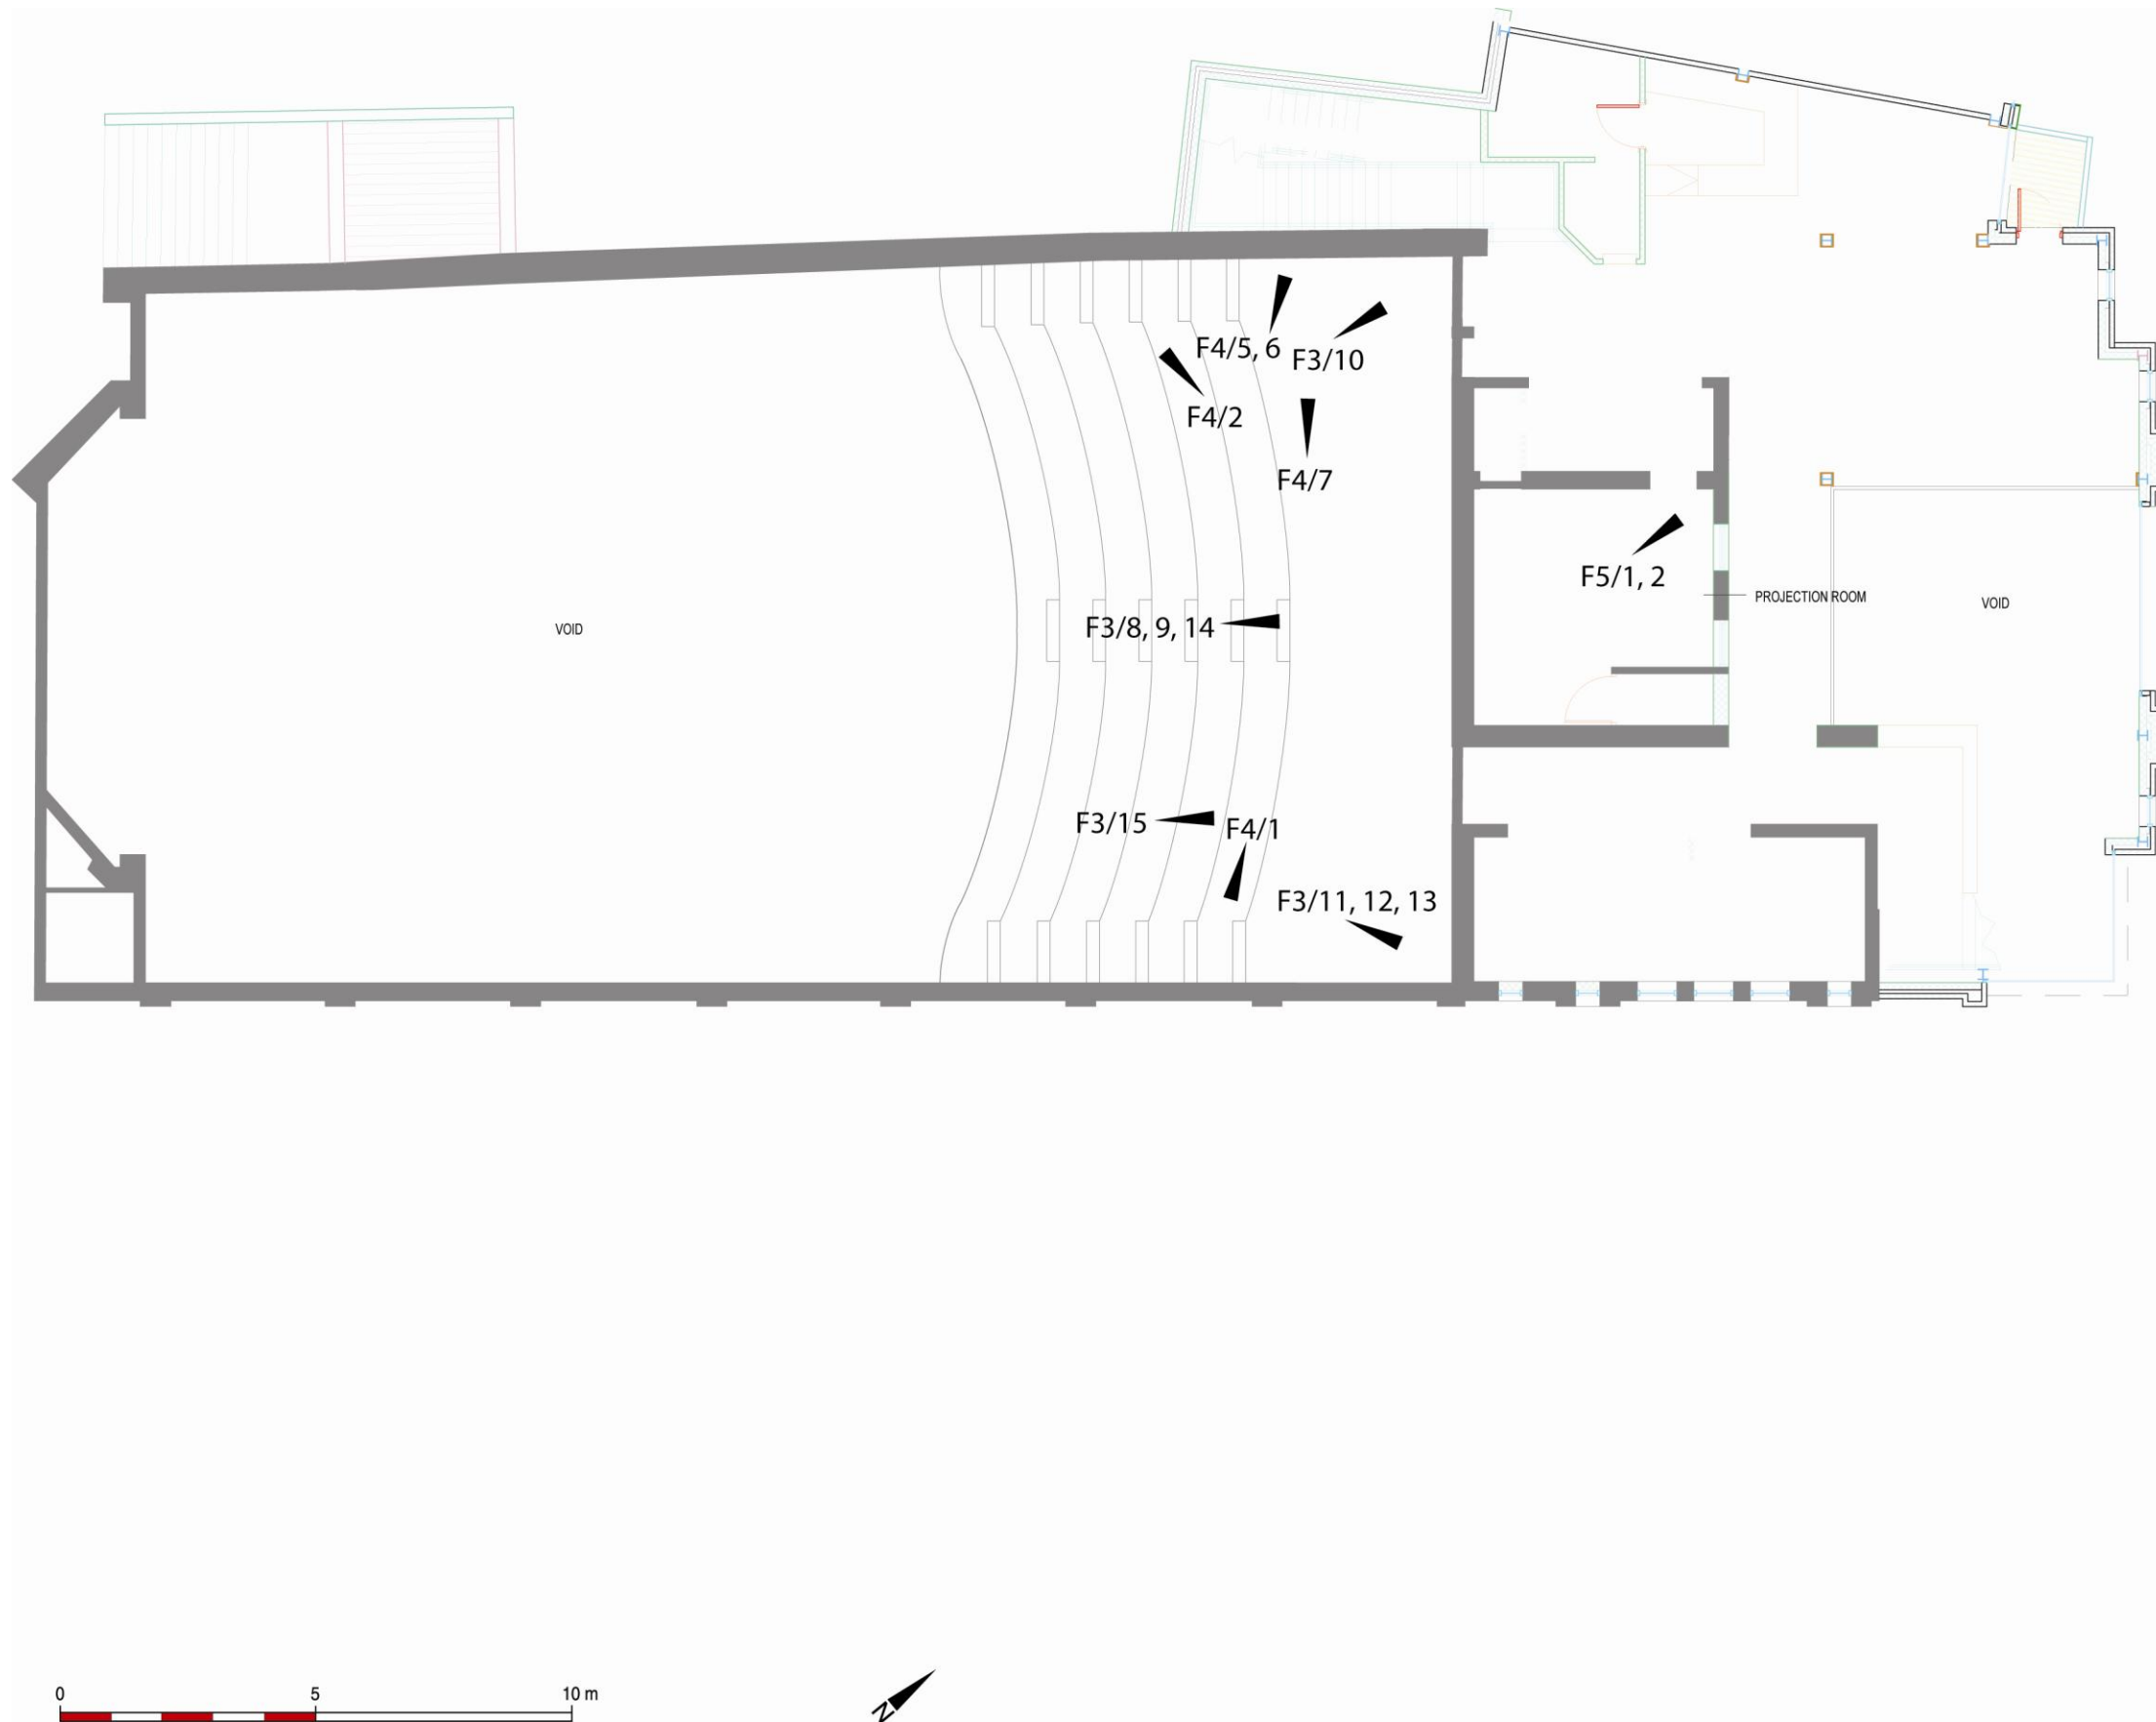 F4/5, 6
F3/10
F4/2
F4/7
F5/1, 2
PROJECTION ROOM
VOID
F3/8, 9, 14
VOID
F3/15
F4/1
F3/11, 12, 13
0 5 10 m
N